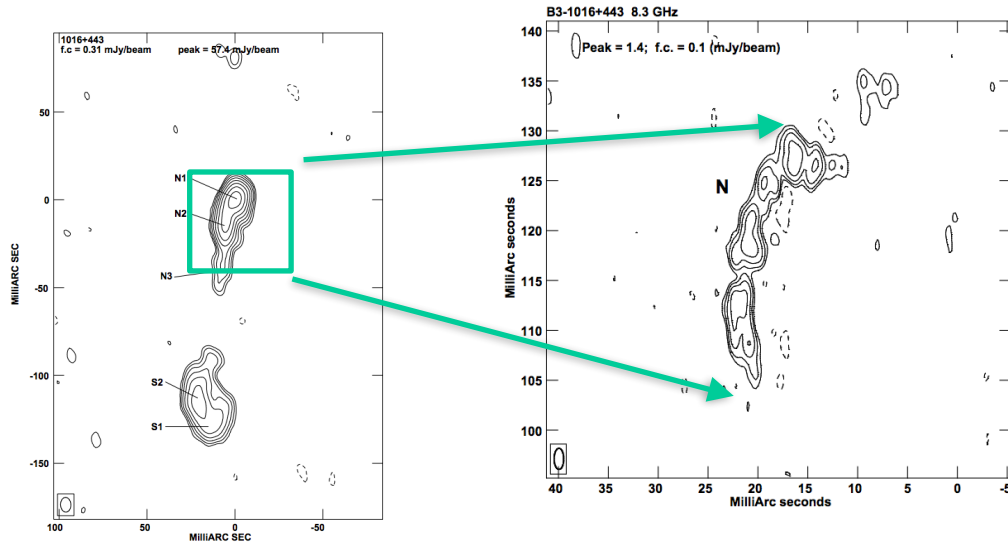 1016+443
f.c = 0.31 mJy/beam peak = 57.4 mJy/beam
50
0
-50
-100
-150
MilliARC SEC
N1
N2
N3
S2
S1
100
50
0
-50
MilliARC SEC
B3-1016+443 8.3 GHz
Peak = 1.4; f.c. = 0.1 (mJy/beam)
140
135
130
125
120
115
110
105
100
MilliArc seconds
N
40
35
30
25
20
15
10
5
0
-5
MilliArc seconds